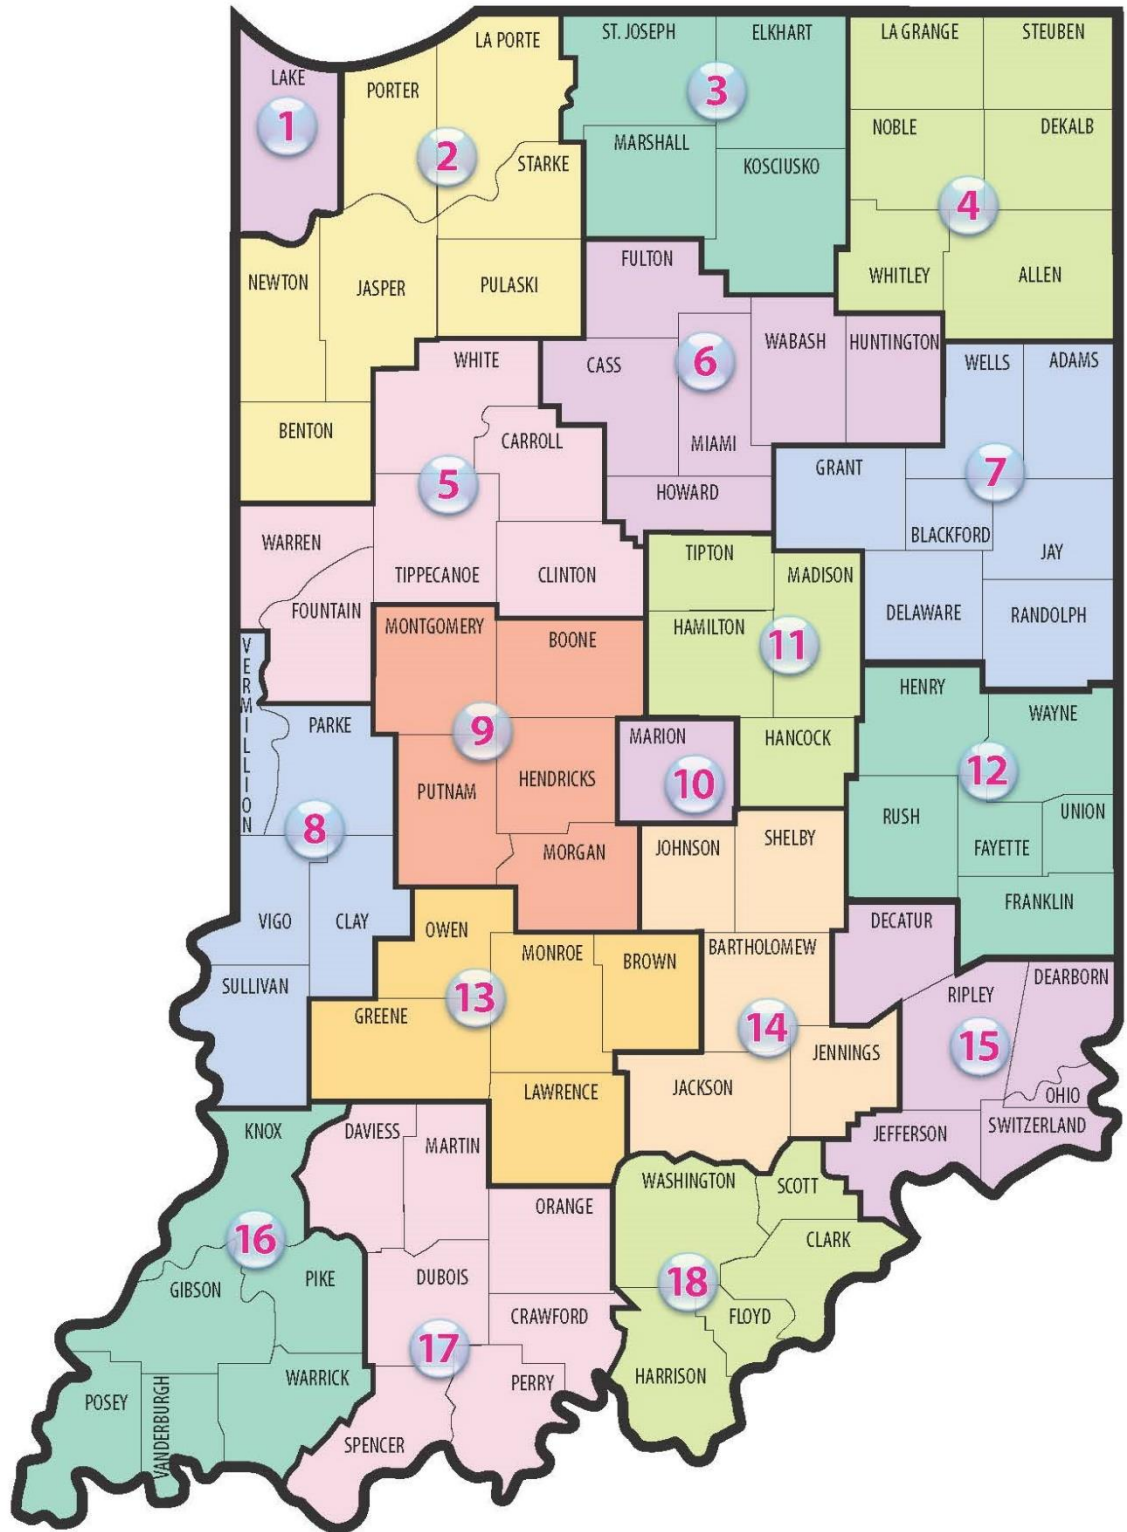 ST. JOSEPH
ELKHART
LA GRANGE
STEUBEN
LA PORTE
LAKE
PORTER
1
2
3
NOBLE
DEKALB
MARSHALL
STARKE
KOSCIUSKO
4
FULTON
WHITLEY
ALLEN
NEWTON
JASPER
PULASKI
WABASH
HUNTINGTON
WHITE
CASS
6
WELLS
ADAMS
BENTON
CARROLL
MIAMI
GRANT
7
5
HOWARD
BLACKFORD
JAY
WARREN
TIPTON
MADISON
TIPPECANOE
CLINTON
FOUNTAIN
DELAWARE
RANDOLPH
MONTGOMERY
BOONE
HAMILTON
11
VERMILLION
HENRY
WAYNE
PARKE
9
MARION
HANCOCK
PUTNAM
HENDRICKS
10
12
8
RUSH
UNION
FAYETTE
MORGAN
JOHNSON
SHELBY
VIGO
CLAY
FRANKLIN
OWEN
DECATUR
MONROE
BROWN
BARTHOLOMEW
SULLIVAN
13
RIPLEY
DEARBORN
GREENE
14
15
JENNINGS
LAWRENCE
JACKSON
OHIO
KNOX
DAVIESS
MARTIN
JEFFERSON
SWITZERLAND
WASHINGTON
SCOTT
ORANGE
16
CLARK
PIKE
GIBSON
DUBOIS
18
CRAWFORD
FLOYD
17
WARRICK
PERRY
HARRISON
POSEY
VANDERBURGH
SPENCER